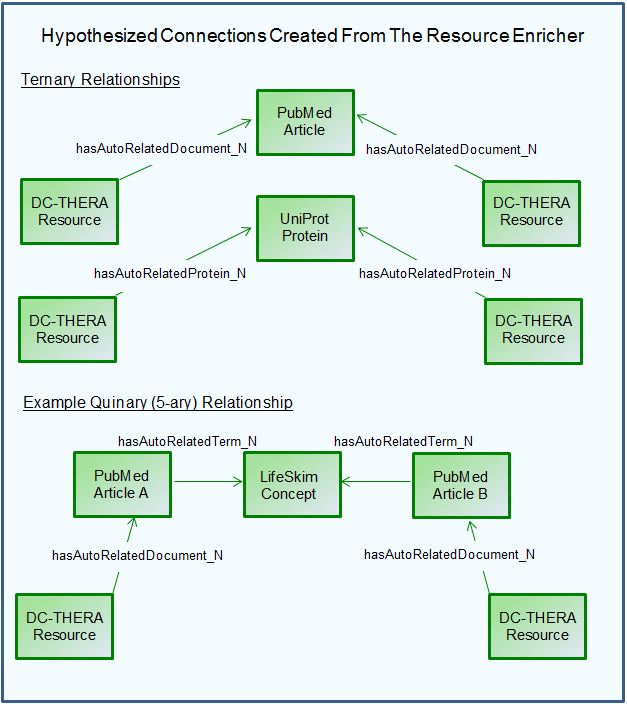 Hypothesized Connections Created From The Resource Enricher
Ternary Relationships
PubMed
Article
hasAutoRelatedDocument_N
hasAutoRelatedDocument_N
DC-THERA
Resource
DC-THERA
Resource
UniProt
Protein
hasAutoRelatedProtein_N
hasAutoRelatedProtein_N
DC-THERA
Resource
DC-THERA
Resource
Example Quinary (5-ary) Relationship
hasAutoRelatedTerm_N
hasAutoRelatedTerm_N
PubMed
Article A
LifeSkim
Concept
PubMed
Article B
hasAutoRelatedDocument_N
hasAutoRelatedDocument_N
DC-THERA
Resource
DC-THERA
Resource